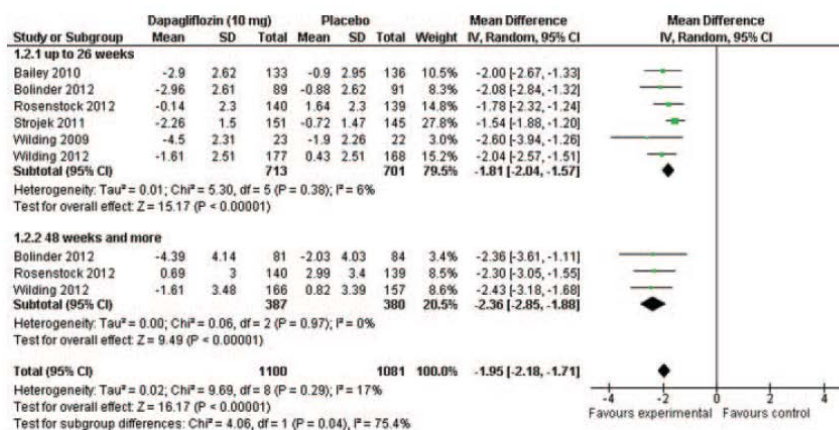 Dapagliflozin (10 mg) Placebo Mean Difference Mean Difference
Study or Subgroup Mean SD Total Mean SD Total Weight IV, Random, 95% CI IV, Random, 95% CI
1.2.1 up to 26 weeks
Bailey 2010 -2.9 2.62 133 -0.9 2.95 136 10.5% -2.00 [-2.67, -1.33]
Bolinder 2012 -2.96 2.61 89 -0.88 2.62 91 8.3% -2.08 [-2.84, -1.32]
Rosenstock 2012 -0.14 2.3 140 1.64 2.3 139 14.8% -1.78 [-2.32, -1.24]
Strojek 2011 -2.26 1.5 151 -0.72 1.47 145 27.8% -1.54 [-1.88, -1.20]
Wilding 2009 -4.5 2.31 23 -1.9 2.26 22 3.0% -2.60 [-3.94, -1.26]
Wilding 2012 -1.61 2.51 177 0.43 2.51 168 15.2% -2.04 [-2.57, -1.51]
Subtotal (95% CI) 713 701 79.5% -1.81 [-2.04, -1.57]
Heterogeneity: Tau² = 0.01; Chi² = 5.30, df = 5 (P = 0.38); I² = 6%
Test for overall effect: Z = 15.17 (P < 0.00001)
1.2.2 48 weeks and more
Bolinder 2012 -4.39 4.14 81 -2.03 4.03 84 3.4% -2.36 [-3.61, -1.11]
Rosenstock 2012 0.69 3 140 2.99 3.4 139 8.5% -2.30 [-3.05, -1.55]
Wilding 2012 -1.61 3.48 166 0.82 3.39 157 8.6% -2.43 [-3.18, -1.68]
Subtotal (95% CI) 387 380 20.5% -2.36 [-2.85, -1.88]
Heterogeneity: Tau² = 0.00; Chi² = 0.06, df = 2 (P = 0.97); I² = 0%
Test for overall effect: Z = 9.49 (P < 0.00001)
Total (95% CI) 1100 1081 100.0% -1.95 [-2.18, -1.71]
Heterogeneity: Tau² = 0.02; Chi² = 9.69, df = 8 (P = 0.29); I² = 17%
Test for overall effect: Z = 16.17 (P < 0.00001)
Test for subgroup differences: Chi² = 4.06, df = 1 (P = 0.04), I² = 75.4%
-4 -2 0 2 4
Favours experimental Favours control